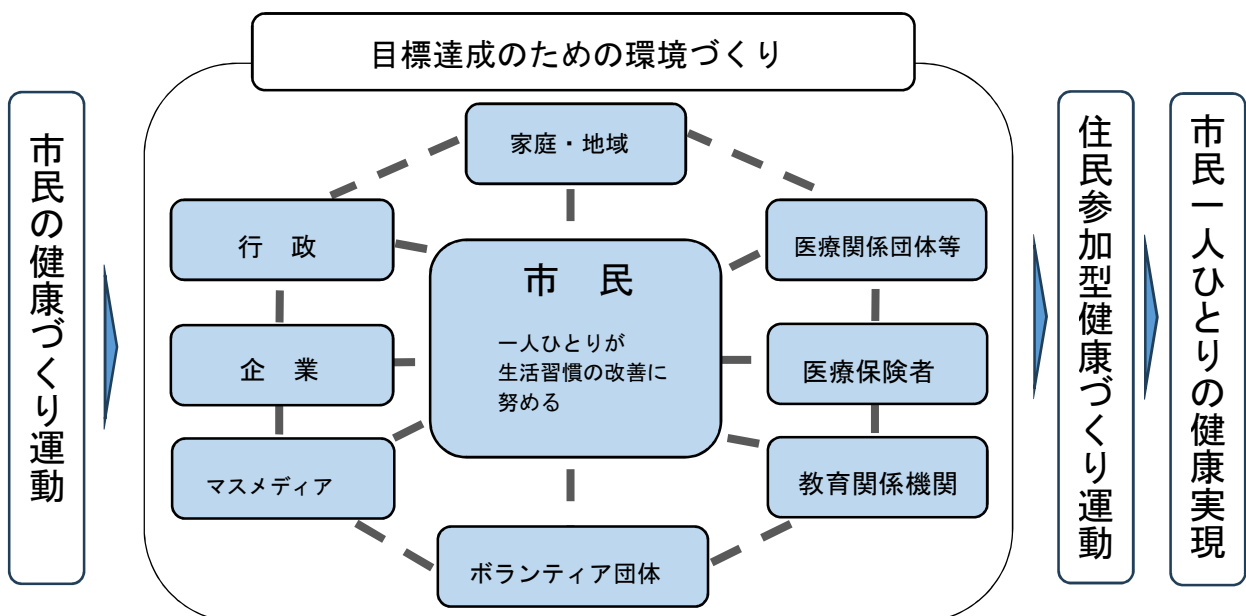 目標達成のための環境づくり
市民の健康づくり運動
家庭・地域
行　政
医療関係団体等
市　民
一人ひとりが
生活習慣の改善に
努める
企　業
医療保険者
マスメディア
教育関係機関
ボランティア団体
住民参加型健康づくり運動
市民一人ひとりの健康実現